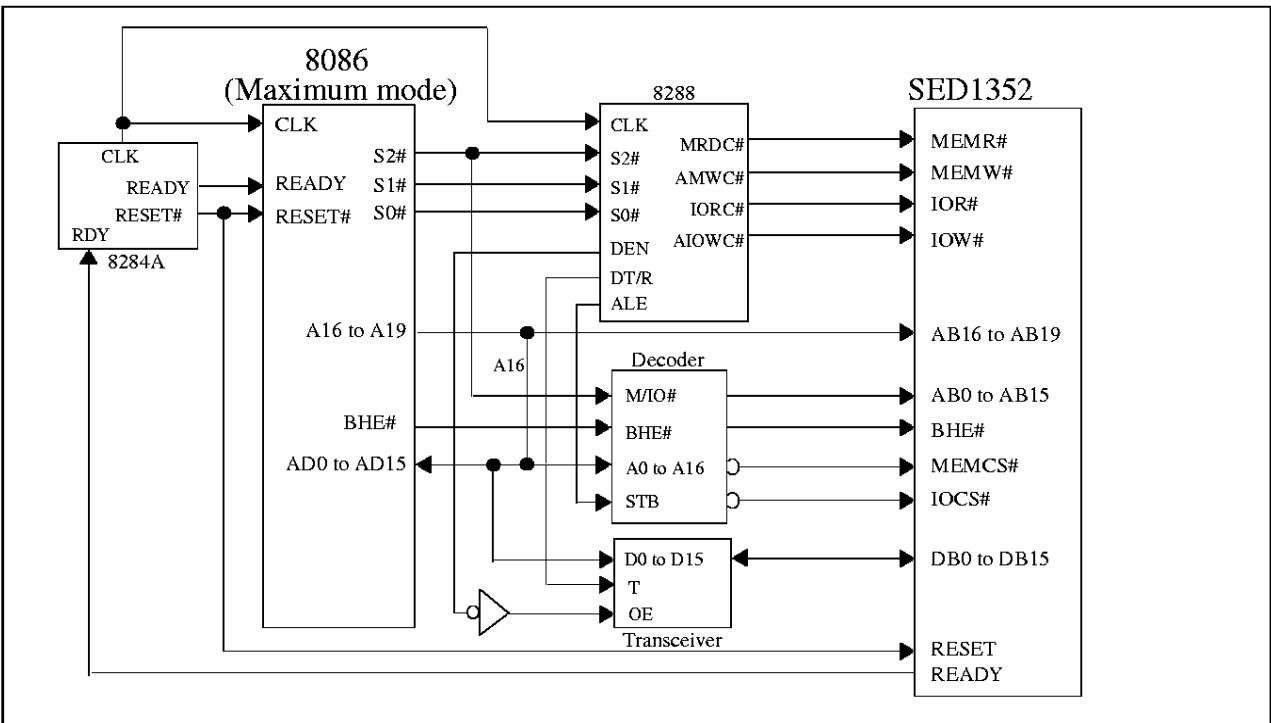 8086
(Maximum mode)
8288
SED1352
CLK
READY
RESET#
RDY
8284A
CLK
READY
RESET#
S2#
S1#
S0#
A16 to A19
BHE#
AD0 to AD15
CLK
S2#
S1#
S0#
DEN
DT/R
ALE
MRDC#
AMWC#
IORC#
AIOWC#
A16
Decoder
M/IO#
BHE#
A0 to A16
STB
D0 to D15
T
OE
Transceiver
MEMR#
MEMW#
IOR#
IOW#
AB16 to AB19
AB0 to AB15
BHE#
MEMCS#
IOCS#
DB0 to DB15
RESET
READY